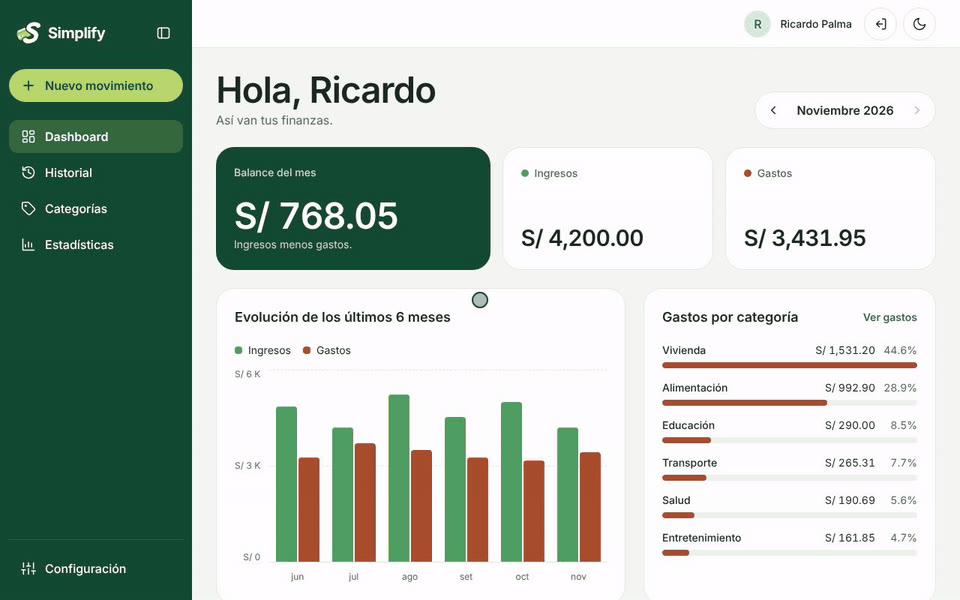 Simplify
Nuevo movimiento
Dashboard
Historial
Categorías
Estadísticas
Configuración
R Ricardo Palma
Hola, Ricardo
Así van tus finanzas.
Noviembre 2026
Balance del mes
S/ 768.05
Ingresos menos gastos.
Ingresos
S/ 4,200.00
Gastos
S/ 3,431.95
Evolución de los últimos 6 meses
Ingresos Gastos
S/ 6 K
S/ 3 K
S/ 0
jun jul ago set oct nov
Gastos por categoría Ver gastos
Vivienda S/ 1,531.20 44.6%
Alimentación S/ 992.90 28.9%
Educación S/ 290.00 8.5%
Transporte S/ 265.31 7.7%
Salud S/ 190.69 5.6%
Entretenimiento S/ 161.85 4.7%